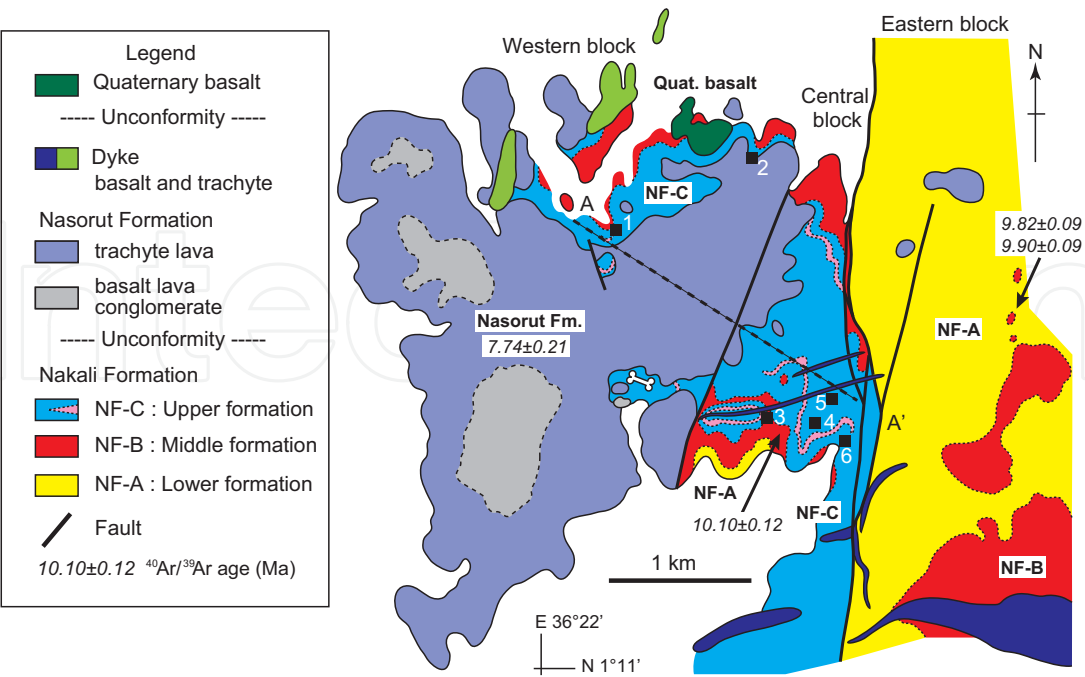 Legend
Quaternary basalt
----- Unconformity -----
Dyke
basalt and trachyte
Nasorut Formation
trachyte lava
basalt lava
conglomerate
----- Unconformity -----
Nakali Formation
NF-C : Upper formation
NF-B : Middle formation
NF-A : Lower formation
Fault
10.10±0.12 ⁴⁰Ar/³⁹Ar age (Ma)
Western block
Eastern block
Quat. basalt
Central
block
N
2
NF-C
A
1
9.82±0.09
9.90±0.09
Nasorut Fm.
7.74±0.21
NF-A
5
3
4
A'
6
NF-A
10.10±0.12
NF-C
NF-B
1 km
E 36°22'
N 1°11'